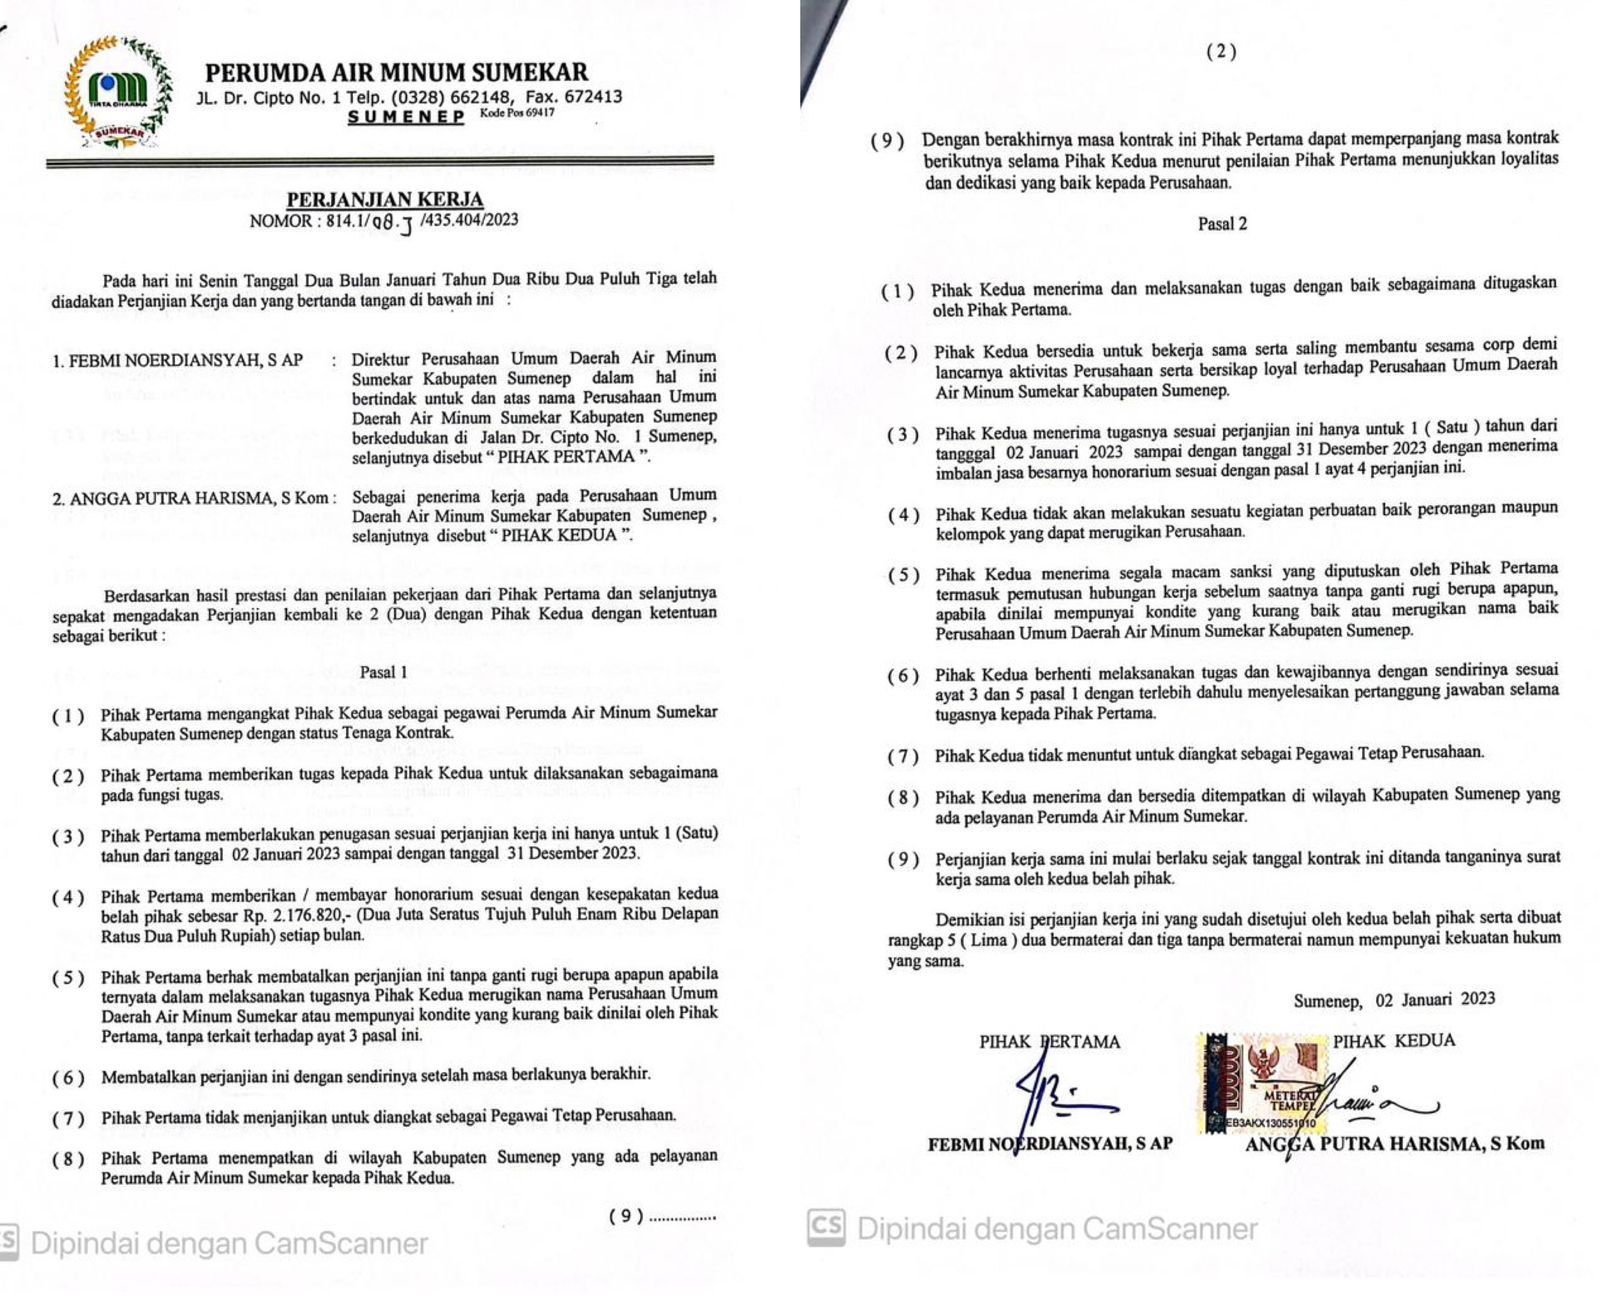 PERUMDA AIR MINUM SUMEKAR
JL. Dr. Cipto No. 1 Telp. (0328) 662148, Fax. 672413
SUMENEP Kode Pos 69417
TIRTA DHARMA
SUMEKAR
PERJANJIAN KERJA
NOMOR : 814.1/08.J /435.404/2023
Pada hari ini Senin Tanggal Dua Bulan Januari Tahun Dua Ribu Dua Puluh Tiga telah
diadakan Perjanjian Kerja dan yang bertanda tangan di bawah ini :
1. FEBMI NOERDIANSYAH, S AP : Direktur Perusahaan Umum Daerah Air Minum
Sumekar Kabupaten Sumenep dalam hal ini
bertindak untuk dan atas nama Perusahaan Umum
Daerah Air Minum Sumekar Kabupaten Sumenep
berkedudukan di Jalan Dr. Cipto No. 1 Sumenep,
selanjutnya disebut “ PIHAK PERTAMA ”.
2. ANGGA PUTRA HARISMA, S Kom : Sebagai penerima kerja pada Perusahaan Umum
Daerah Air Minum Sumekar Kabupaten Sumenep ,
selanjutnya disebut “ PIHAK KEDUA ”.
Berdasarkan hasil prestasi dan penilaian pekerjaan dari Pihak Pertama dan selanjutnya
sepakat mengadakan Perjanjian kembali ke 2 (Dua) dengan Pihak Kedua dengan ketentuan
sebagai berikut :
Pasal 1
( 1 ) Pihak Pertama mengangkat Pihak Kedua sebagai pegawai Perumda Air Minum Sumekar
Kabupaten Sumenep dengan status Tenaga Kontrak.
( 2 ) Pihak Pertama memberikan tugas kepada Pihak Kedua untuk dilaksanakan sebagaimana
pada fungsi tugas.
( 3 ) Pihak Pertama memberlakukan penugasan sesuai perjanjian kerja ini hanya untuk 1 (Satu)
tahun dari tanggal 02 Januari 2023 sampai dengan tanggal 31 Desember 2023.
( 4 ) Pihak Pertama memberikan / membayar honorarium sesuai dengan kesepakatan kedua
belah pihak sebesar Rp. 2.176.820,- (Dua Juta Seratus Tujuh Puluh Enam Ribu Delapan
Ratus Dua Puluh Rupiah) setiap bulan.
( 5 ) Pihak Pertama berhak membatalkan perjanjian ini tanpa ganti rugi berupa apapun apabila
ternyata dalam melaksanakan tugasnya Pihak Kedua merugikan nama Perusahaan Umum
Daerah Air Minum Sumekar atau mempunyai kondite yang kurang baik dinilai oleh Pihak
Pertama, tanpa terkait terhadap ayat 3 pasal ini.
( 6 ) Membatalkan perjanjian ini dengan sendirinya setelah masa berlakunya berakhir.
( 7 ) Pihak Pertama tidak menjanjikan untuk diangkat sebagai Pegawai Tetap Perusahaan.
( 8 ) Pihak Pertama menempatkan di wilayah Kabupaten Sumenep yang ada pelayanan
Perumda Air Minum Sumekar kepada Pihak Kedua.
( 9 ) ...............
CS Dipindai dengan CamScanner
( 2 )
( 9 ) Dengan berakhirnya masa kontrak ini Pihak Pertama dapat memperpanjang masa kontrak
berikutnya selama Pihak Kedua menurut penilaian Pihak Pertama menunjukkan loyalitas
dan dedikasi yang baik kepada Perusahaan.
Pasal 2
( 1 ) Pihak Kedua menerima dan melaksanakan tugas dengan baik sebagaimana ditugaskan
oleh Pihak Pertama.
( 2 ) Pihak Kedua bersedia untuk bekerja sama serta saling membantu sesama corp demi
lancarnya aktivitas Perusahaan serta bersikap loyal terhadap Perusahaan Umum Daerah
Air Minum Sumekar Kabupaten Sumenep.
( 3 ) Pihak Kedua menerima tugasnya sesuai perjanjian ini hanya untuk 1 ( Satu ) tahun dari
tangggal 02 Januari 2023 sampai dengan tanggal 31 Desember 2023 dengan menerima
imbalan jasa besarnya honorarium sesuai dengan pasal 1 ayat 4 perjanjian ini.
( 4 ) Pihak Kedua tidak akan melakukan sesuatu kegiatan perbuatan baik perorangan maupun
kelompok yang dapat merugikan Perusahaan.
( 5 ) Pihak Kedua menerima segala macam sanksi yang diputuskan oleh Pihak Pertama
termasuk pemutusan hubungan kerja sebelum saatnya tanpa ganti rugi berupa apapun,
apabila dinilai mempunyai kondite yang kurang baik atau merugikan nama baik
Perusahaan Umum Daerah Air Minum Sumekar Kabupaten Sumenep.
( 6 ) Pihak Kedua berhenti melaksanakan tugas dan kewajibannya dengan sendirinya sesuai
ayat 3 dan 5 pasal 1 dengan terlebih dahulu menyelesaikan pertanggung jawaban selama
tugasnya kepada Pihak Pertama.
( 7 ) Pihak Kedua tidak menuntut untuk diangkat sebagai Pegawai Tetap Perusahaan.
( 8 ) Pihak Kedua menerima dan bersedia ditempatkan di wilayah Kabupaten Sumenep yang
ada pelayanan Perumda Air Minum Sumekar.
( 9 ) Perjanjian kerja sama ini mulai berlaku sejak tanggal kontrak ini ditanda tanganinya surat
kerja sama oleh kedua belah pihak.
Demikian isi perjanjian kerja ini yang sudah disetujui oleh kedua belah pihak serta dibuat
rangkap 5 ( Lima ) dua bermaterai dan tiga tanpa bermaterai namun mempunyai kekuatan hukum
yang sama.
Sumenep, 02 Januari 2023
PIHAK PERTAMA PIHAK KEDUA
10000
METERAI
TEMPEL
EB3AKX130551010
FEBMI NOERDIANSYAH, S AP ANGGA PUTRA HARISMA, S Kom
CS Dipindai dengan CamScanner